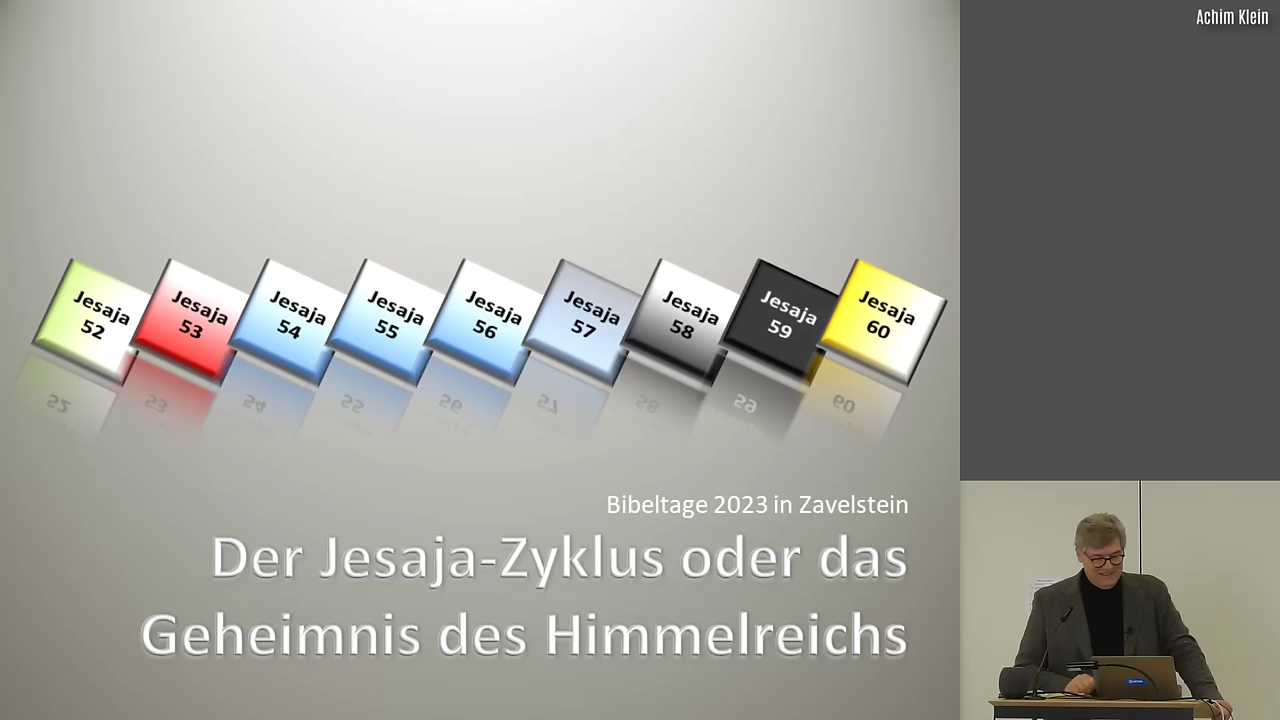 Achim Klein
Jesaja
52
Jesaja
53
Jesaja
54
Jesaja
55
Jesaja
56
Jesaja
57
Jesaja
58
Jesaja
59
Jesaja
60
Bibeltage 2023 in Zavelstein
Der Jesaja-Zyklus oder das
Geheimnis des Himmelreichs